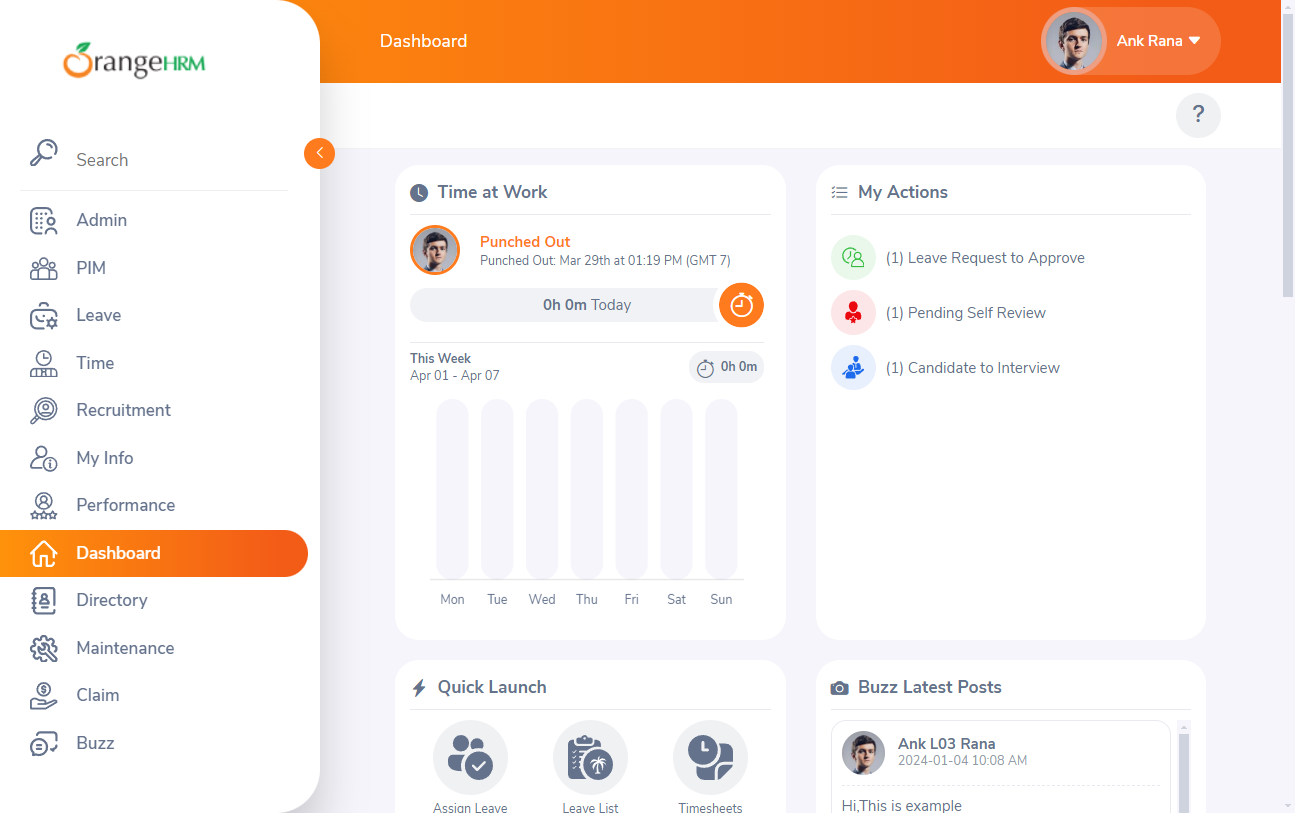 OrangeHRM
Search
Admin
PIM
Leave
Time
Recruitment
My Info
Performance
Dashboard
Directory
Maintenance
Claim
Buzz
Dashboard
Ank Rana
?
Time at Work
Punched Out
Punched Out: Mar 29th at 01:19 PM (GMT 7)
0h 0m Today
This Week
Apr 01 - Apr 07
0h 0m
Mon Tue Wed Thu Fri Sat Sun
My Actions
(1) Leave Request to Approve
(1) Pending Self Review
(1) Candidate to Interview
Quick Launch
Assign Leave Leave List Timesheets
Buzz Latest Posts
Ank L03 Rana
2024-01-04 10:08 AM
Hi,This is example